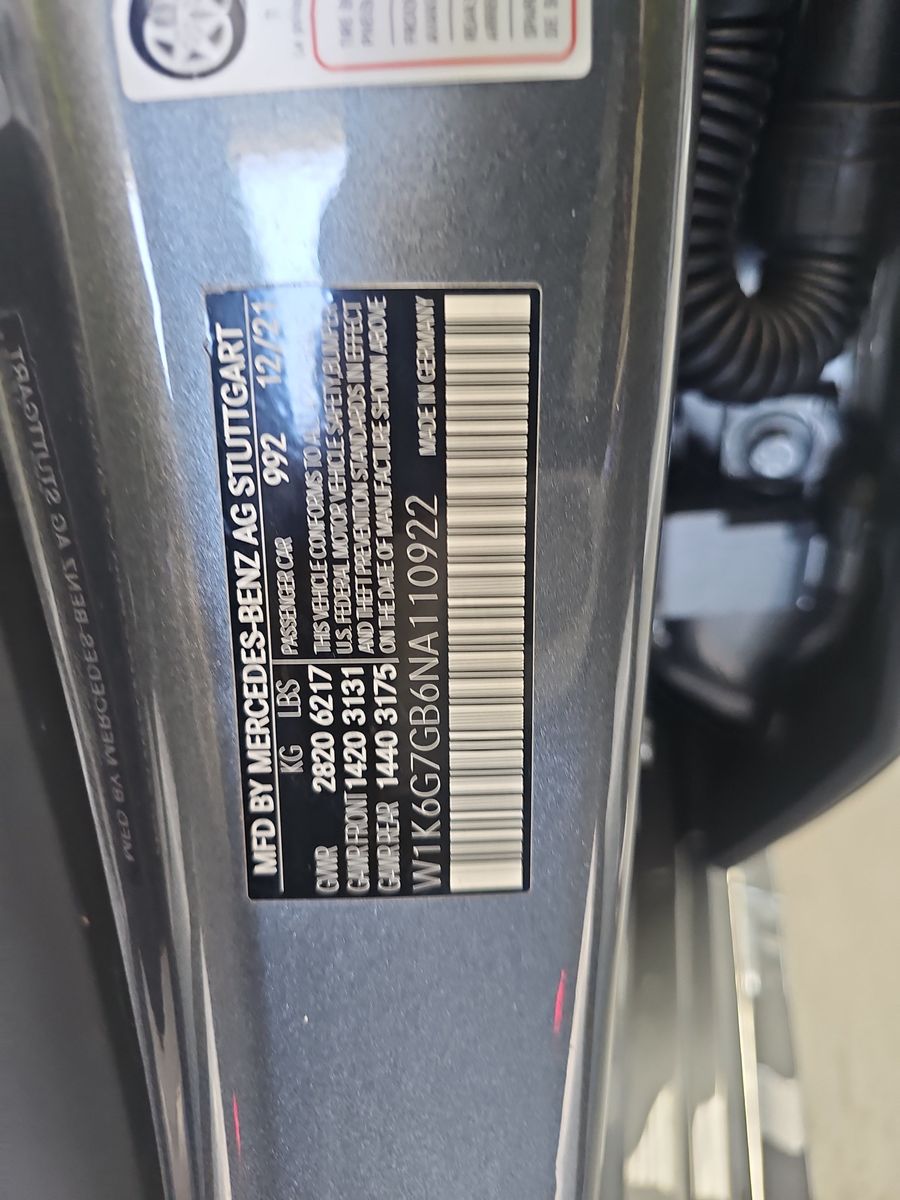 MFD BY MERCEDES-BENZ AG STUTTGART
KG LBS PASSENGER CAR 992 12/21
GVWR 2820 6217
GAWR FRONT 1420 3131
GAWR REAR 1440 3175
THIS VEHICLE CONFORMS TO
U.S. FEDERAL MOTOR VEHICLE SAFETY, BUMPER
AND THEFT PREVENTION STANDARDS IN EFFECT
ON THE DATE OF MANUFACTURE SHOWN ABOVE
W1K6G7GB6NA110922 MADE IN GERMANY